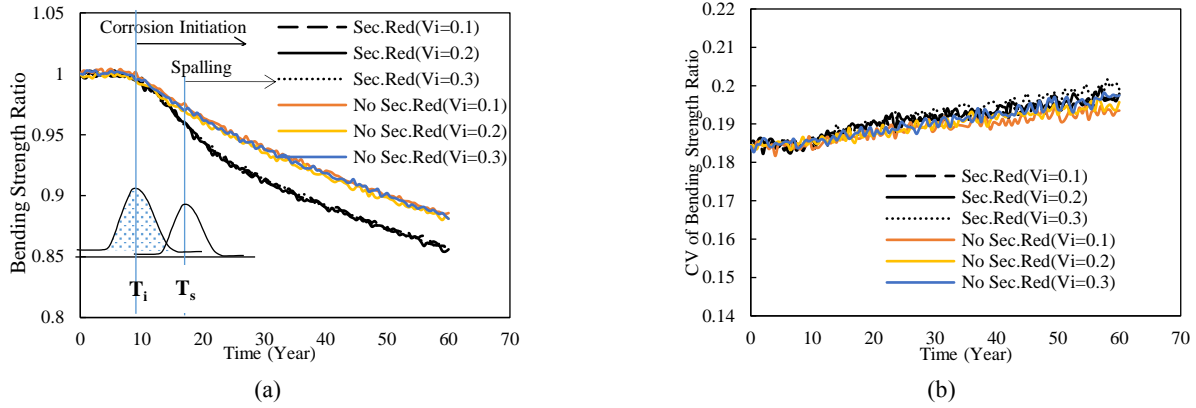 1.05
1
0.95
0.9
0.85
0.8
Bending Strength Ratio
Corrosion Initiation
Spalling
Sec.Red(Vi=0.1)
Sec.Red(Vi=0.2)
Sec.Red(Vi=0.3)
No Sec.Red(Vi=0.1)
No Sec.Red(Vi=0.2)
No Sec.Red(Vi=0.3)
Ti Ts
0 10 20 30 40 50 60 70
Time (Year)
(a)
0.22
0.21
0.2
0.19
0.18
0.17
0.16
0.15
0.14
CV of Bending Strength Ratio
Sec.Red(Vi=0.1)
Sec.Red(Vi=0.2)
Sec.Red(Vi=0.3)
No Sec.Red(Vi=0.1)
No Sec.Red(Vi=0.2)
No Sec.Red(Vi=0.3)
0 10 20 30 40 50 60 70
Time (Year)
(b)